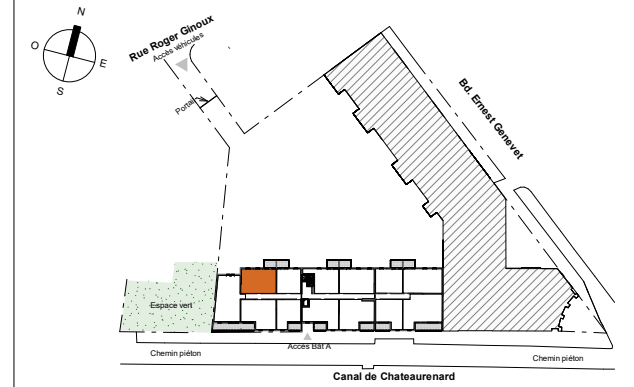 N
O
E
S
Rue Roger Ginoux
Accès véhicules
Portail
Bd. Ernest Genevet
Espace vert
Accès Bât A
Chemin piéton
Chemin piéton
Canal de Chateaurenard